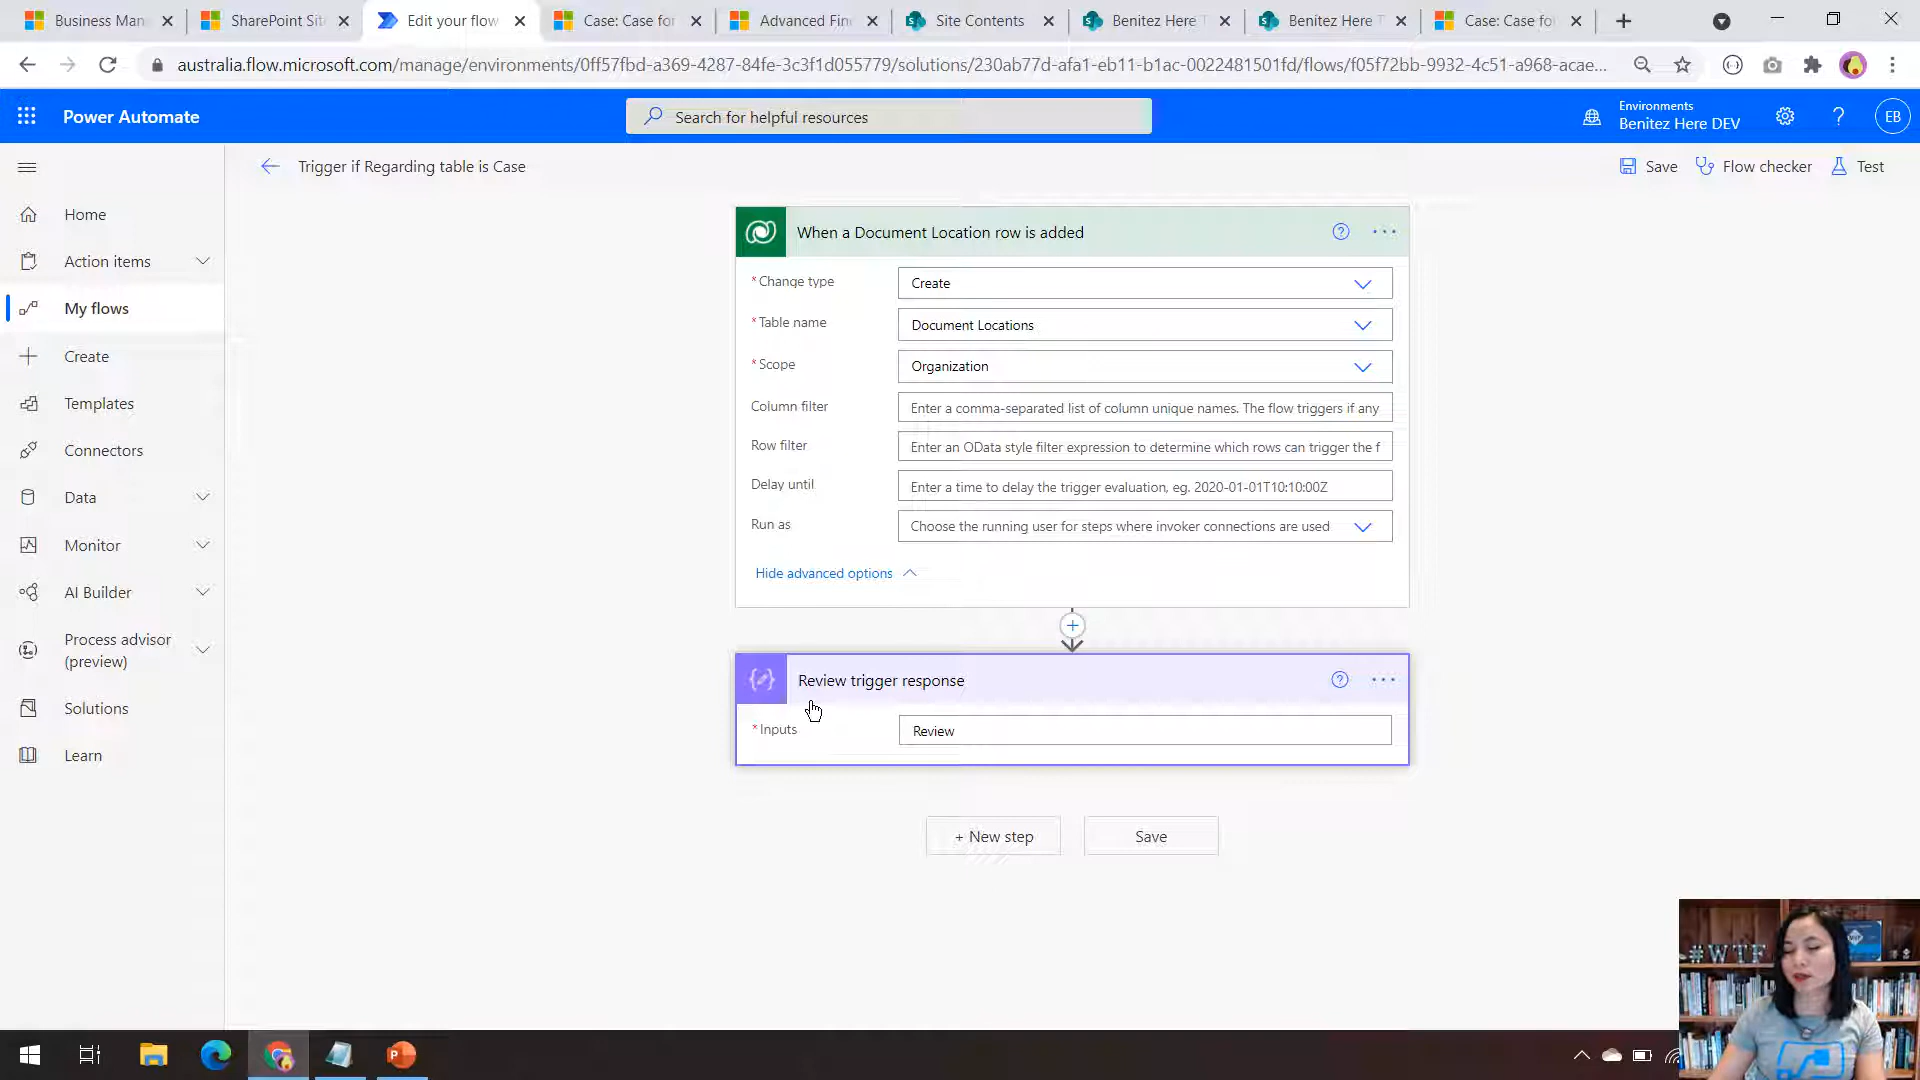 Business Man
SharePoint Sit
Edit your flow
Case: Case fo
Advanced Fin
Site Contents
Benitez Here T
Benitez Here T
Case: Case fo
australia.flow.microsoft.com/manage/environments/0ff57fbd-a369-4287-84fe-3c3f1d055779/solutions/230ab77d-afa1-eb11-b1ac-0022481501fd/flows/f05f72bb-9932-4c51-a968-acae...
Power Automate
Search for helpful resources
Environments
Benitez Here DEV
EB
Trigger if Regarding table is Case
Save
Flow checker
Test
Home
Action items
My flows
Create
Templates
Connectors
Data
Monitor
AI Builder
Process advisor
(preview)
Solutions
Learn
When a Document Location row is added
* Change type
Create
* Table name
Document Locations
* Scope
Organization
Column filter
Enter a comma-separated list of column unique names. The flow triggers if any
Row filter
Enter an OData style filter expression to determine which rows can trigger the f
Delay until
Enter a time to delay the trigger evaluation, eg. 2020-01-01T10:10:00Z
Run as
Choose the running user for steps where invoker connections are used
Hide advanced options
Review trigger response
* Inputs
Review
+ New step
Save
#WTF